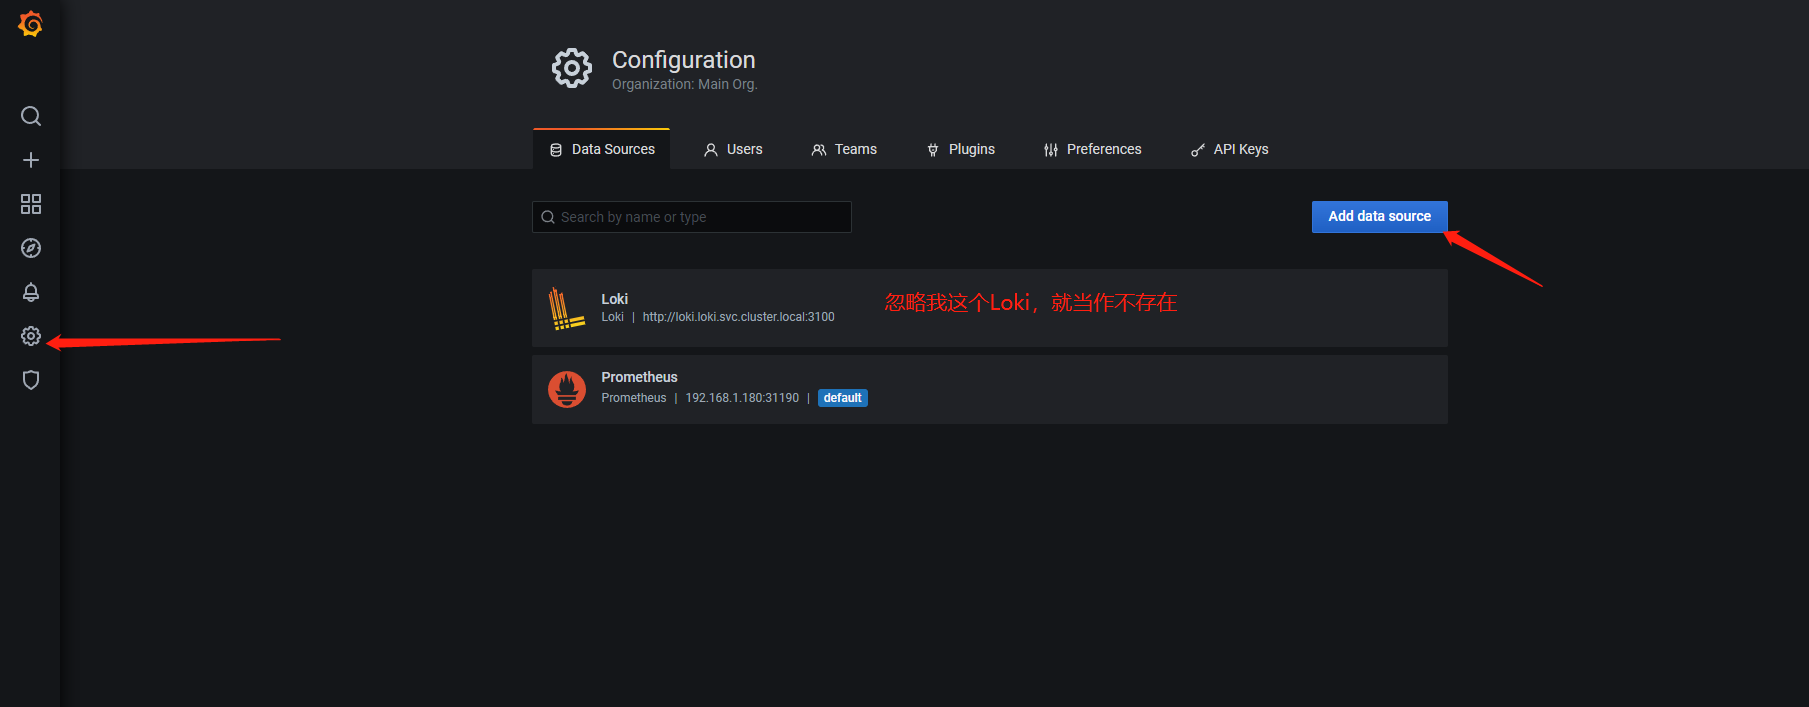 Configuration
Organization: Main Org.
Data Sources
Users
Teams
Plugins
Preferences
API Keys
Search by name or type
Add data source
Loki
Loki | http://loki.loki.svc.cluster.local:3100
忽略我这个Loki，就当作不存在
Prometheus
Prometheus | 192.168.1.180:31190 | default